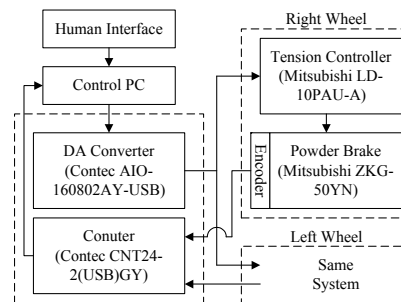 Human Interface
Control PC
DA Converter
(Contec AIO-
160802AY-USB)
Conuter
(Contec CNT24-
2(USB)GY)
Right Wheel
Tension Controller
(Mitsubishi LD-
10PAU-A)
Encoder
Powder Brake
(Mitsubishi ZKG-
50YN)
Left Wheel
Same
System